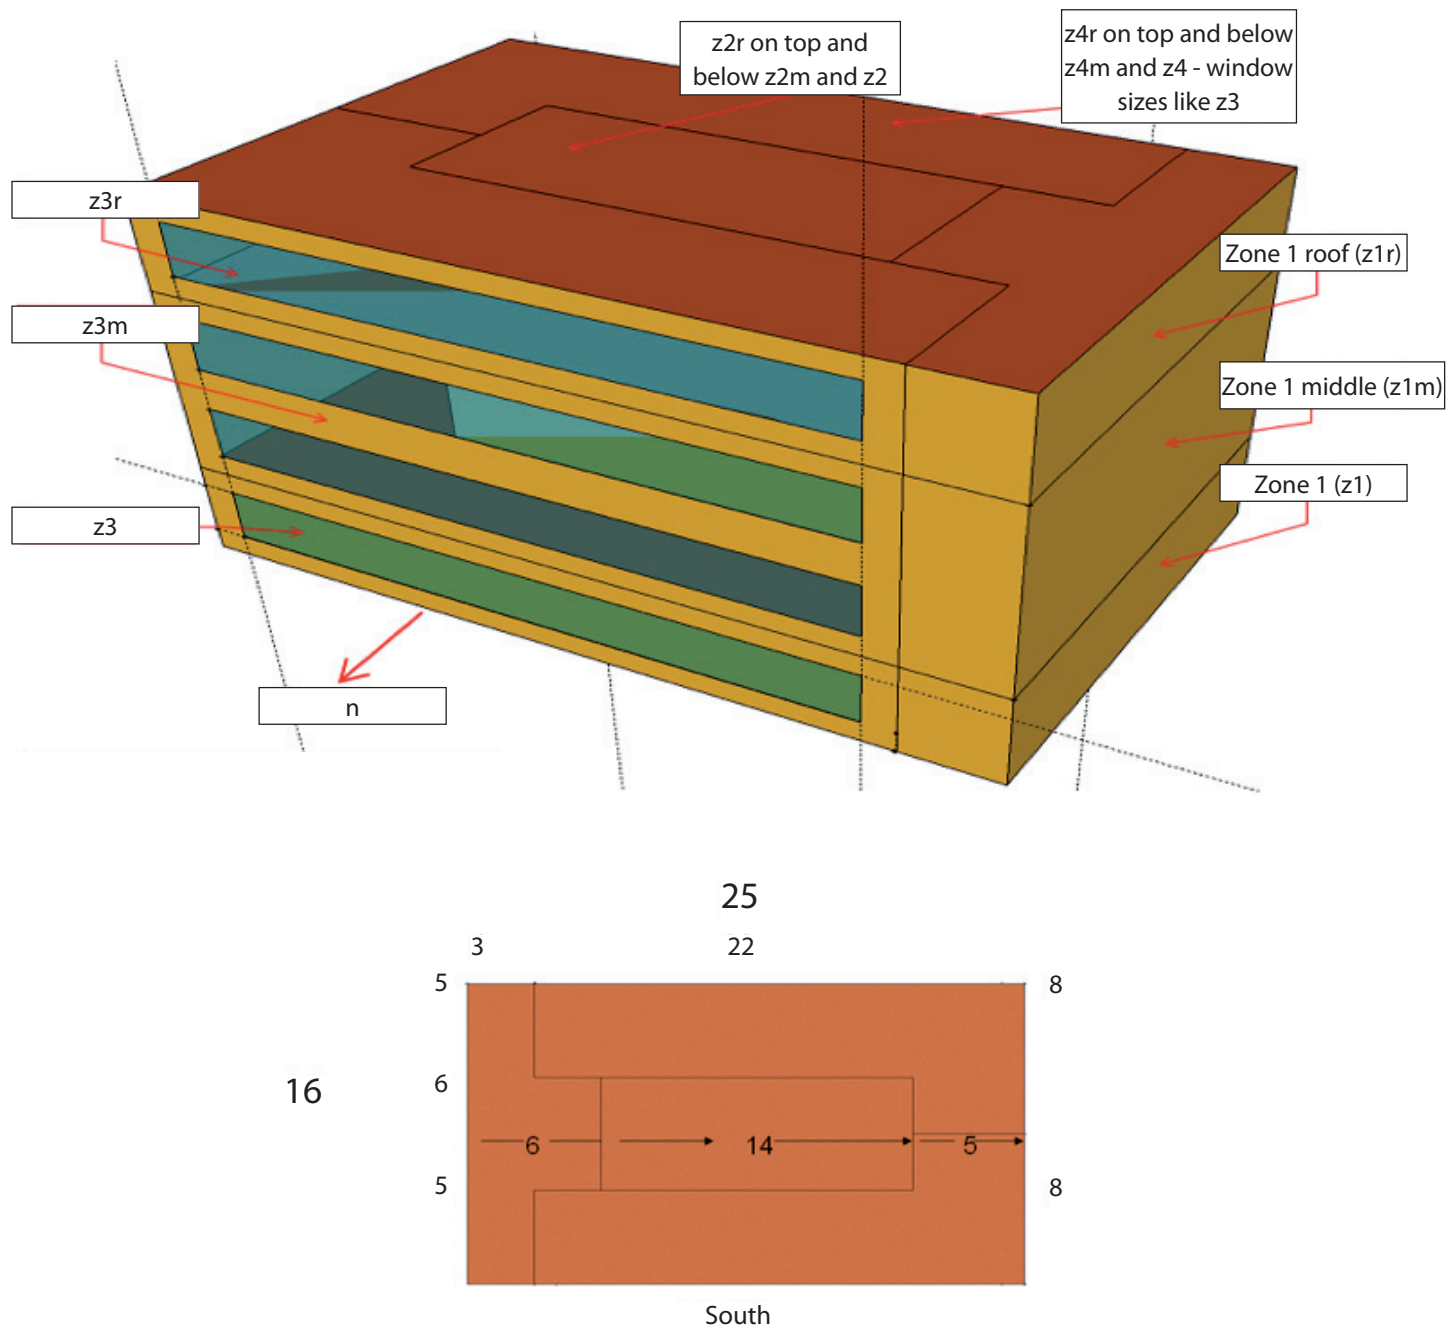 z2r on top and
below z2m and z2
z4r on top and below
z4m and z4 - window
sizes like z3
z3r
Zone 1 roof (z1r)
z3m
Zone 1 middle (z1m)
Zone 1 (z1)
z3
n
25
3
22
5
8
16
6
6
14
5
5
8
South